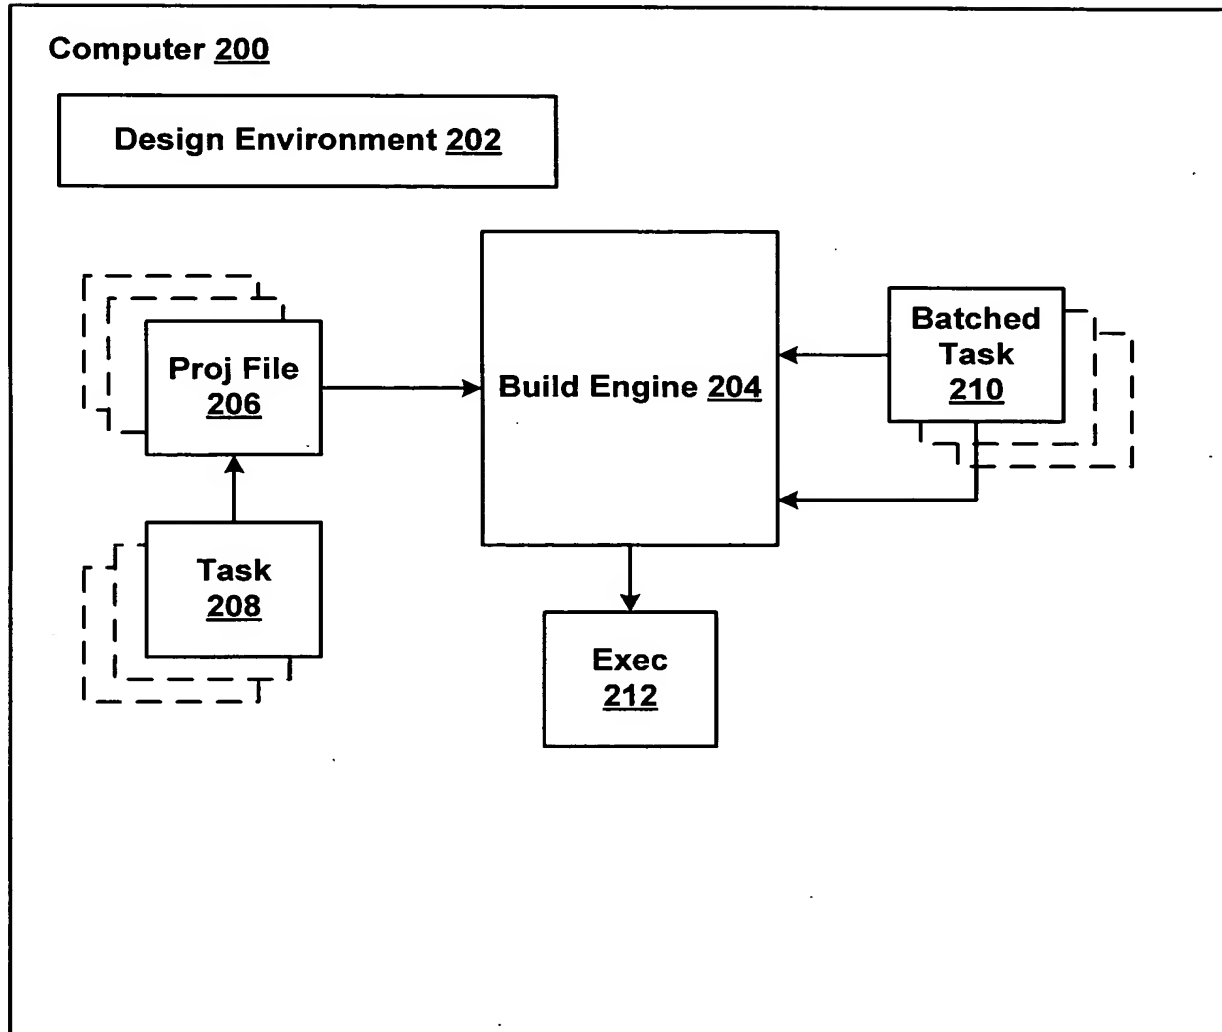 Computer 200
Design Environment 202
Proj File
206
Build Engine 204
Batched
Task
210
Task
208
Exec
212